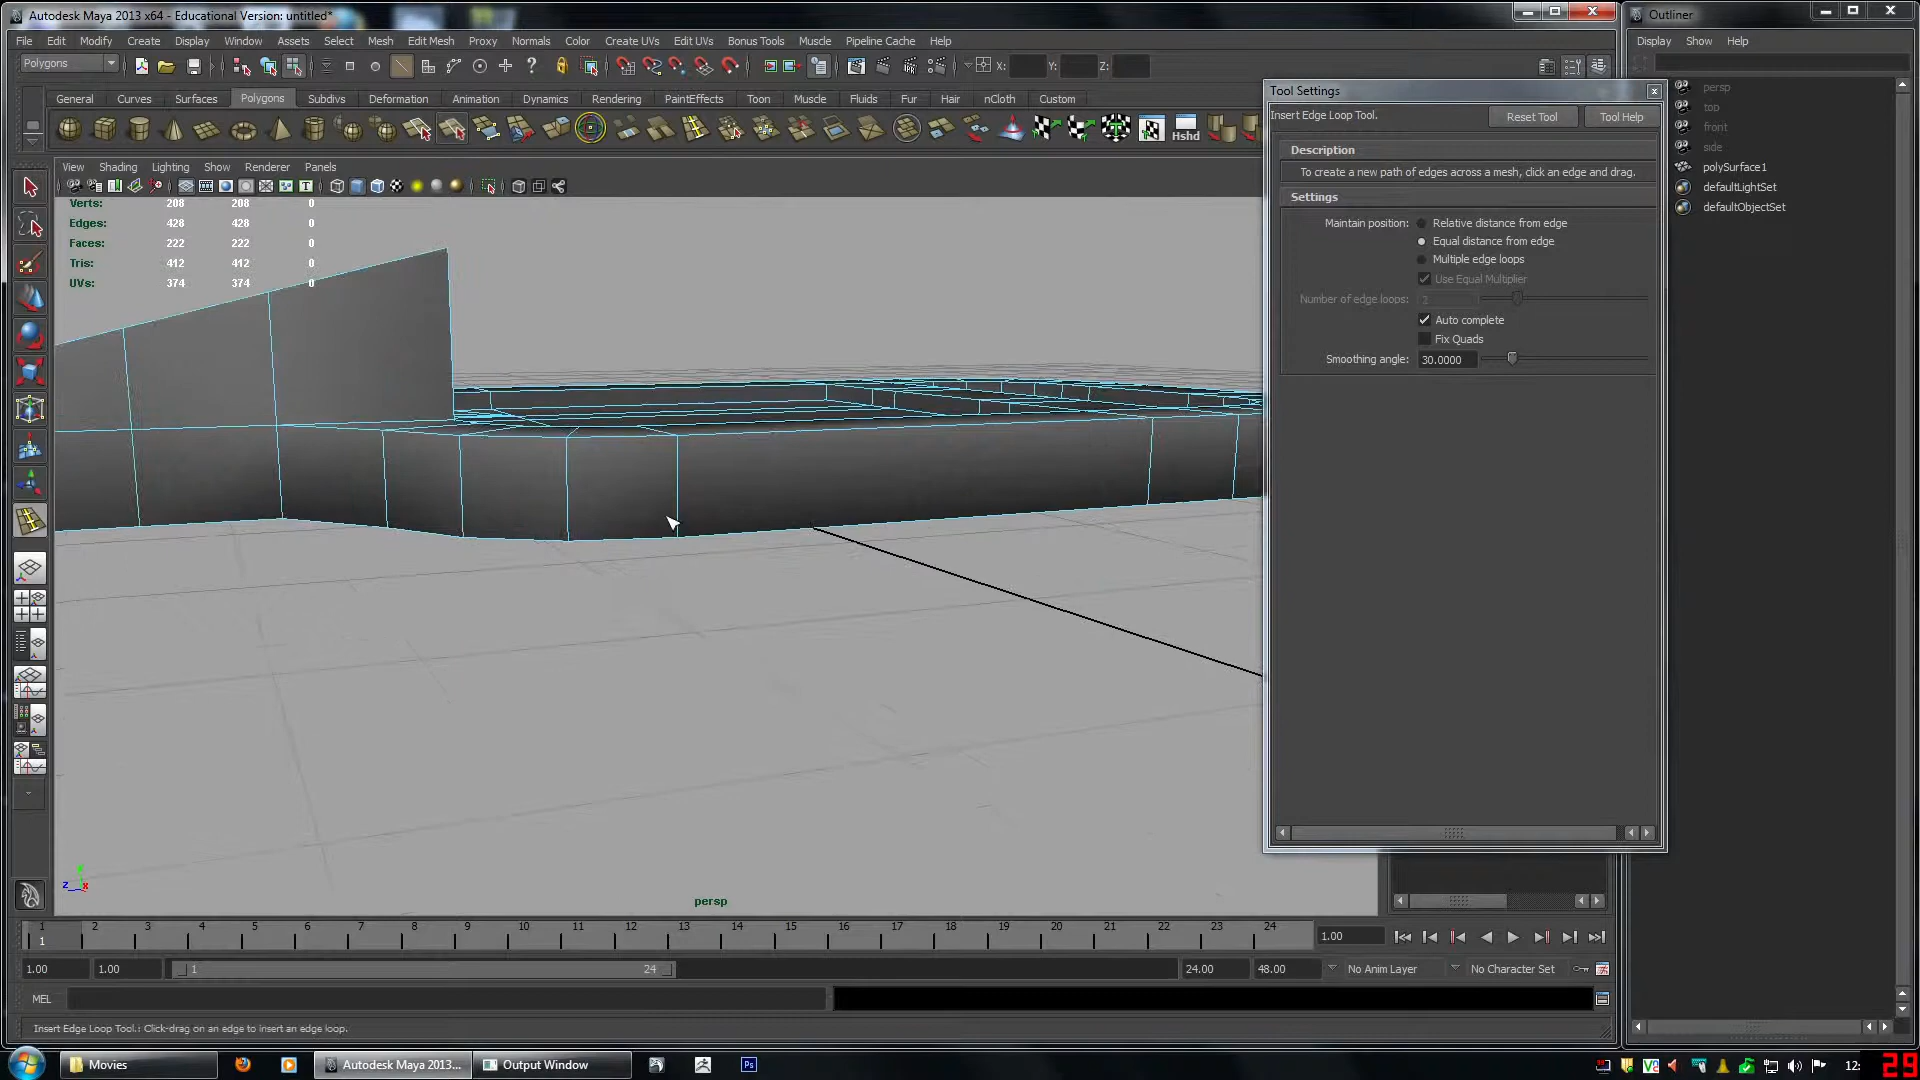 Autodesk Maya 2013 x64 - Educational Version: untitled*
Outliner
File Edit Modify Create Display Window Assets Select Mesh Edit Mesh Proxy Normals Color Create UVs Edit UVs Bonus Tools Muscle Pipeline Cache Help
Display Show Help
Polygons
X: Y: Z:
General Curves Surfaces Polygons Subdivs Deformation Animation Dynamics Rendering PaintEffects Toon Muscle Fluids Fur Hair nCloth Custom
Hshd
View Shading Lighting Show Renderer Panels
Verts: 208 208 0
Edges: 428 428 0
Faces: 222 222 0
Tris: 412 412 0
UVs: 374 374 0
Tool Settings
Insert Edge Loop Tool.
Reset Tool
Tool Help
Description
To create a new path of edges across a mesh, click an edge and drag.
Settings
Maintain position: Relative distance from edge
Equal distance from edge
Multiple edge loops
Use Equal Multiplier
Number of edge loops: 2
Auto complete
Fix Quads
Smoothing angle: 30.0000
persp
top
front
side
polySurface1
defaultLightSet
defaultObjectSet
y
z x
persp
1 2 3 4 5 6 7 8 9 10 11 12 13 14 15 16 17 18 19 20 21 22 23 24
1
1.00
1.00 1.00 1 24 24.00 48.00 No Anim Layer No Character Set
MEL
Insert Edge Loop Tool.: Click-drag on an edge to insert an edge loop.
Movies
Autodesk Maya 2013...
Output Window
Ps
12:
29